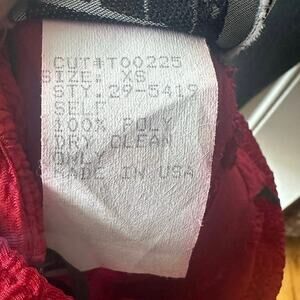 CUT#T00225
SIZE: XS
STY.29-5419
SELF
100% POLY
DRY CLEAN
ONLY
MADE IN USA